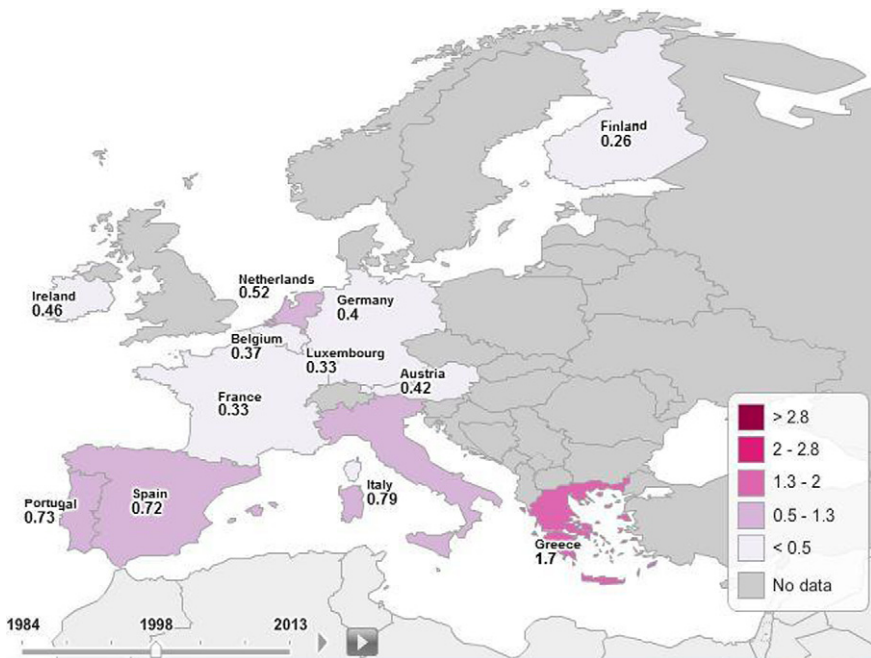 Finland
0.26
Netherlands
0.52
Ireland
0.46
Germany
0.4
Belgium
0.37
Luxembourg
0.33
Austria
0.42
France
0.33
Portugal
0.73
Spain
0.72
Italy
0.79
Greece
1.7
> 2.8
2 - 2.8
1.3 - 2
0.5 - 1.3
< 0.5
No data
1984
1998
2013